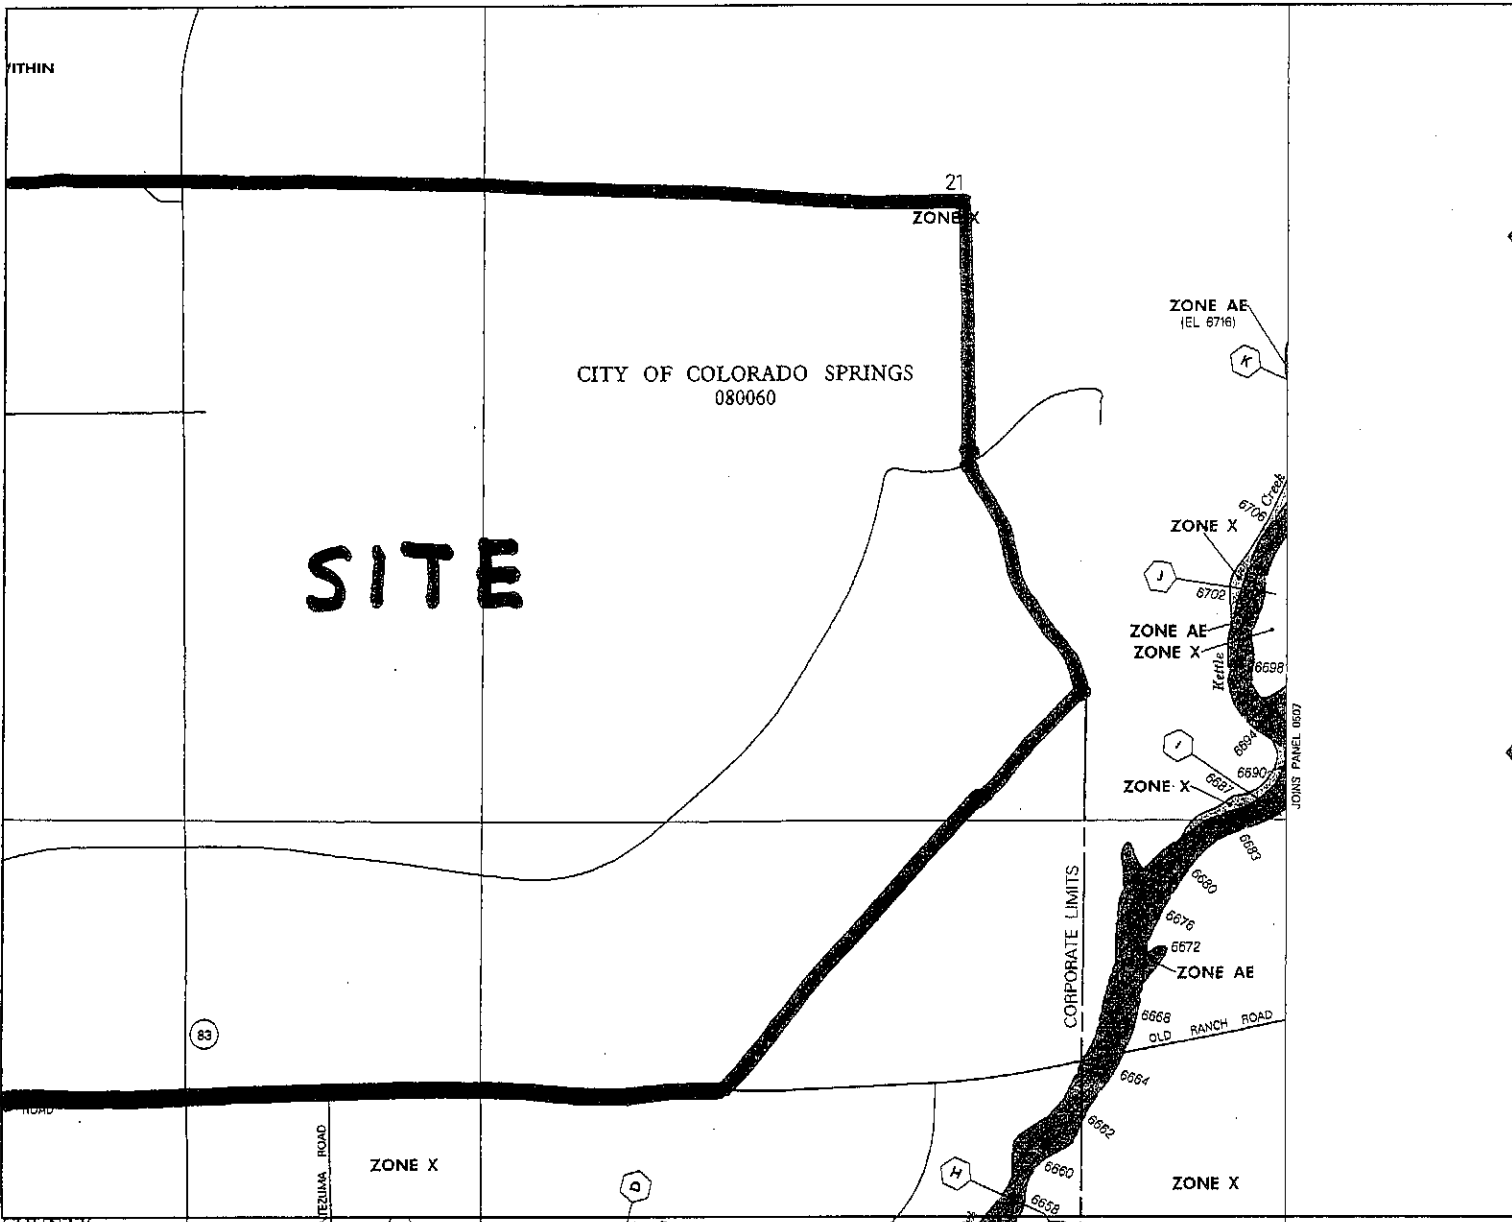 21
ZONE X
ZONE AE
(EL 6716)
K
CITY OF COLORADO SPRINGS
080060
Creek
6706
ZONE X
J
6702
SITE
ZONE AE
ZONE X
Kettle
6698
JOINS PANEL 0507
6694
I
6690
6687
ZONE X
6683
6680
CORPORATE LIMITS
6676
6672
ZONE AE
6668
OLD RANCH ROAD
83
6664
ROAD
6662
ZONE X
6660
H
D
ZONE X
6658